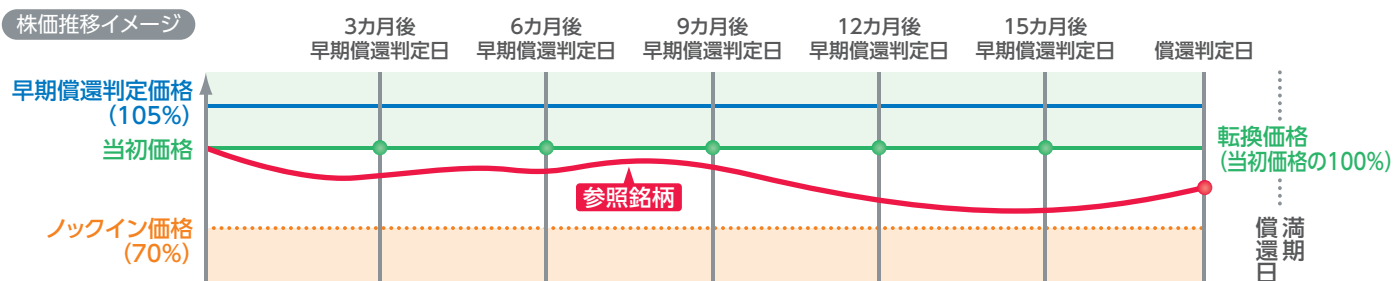 株価推移イメージ
3カ月後
早期償還判定日
6カ月後
早期償還判定日
9カ月後
早期償還判定日
12カ月後
早期償還判定日
15カ月後
早期償還判定日
償還判定日
早期償還判定価格
（105%）
当初価格
転換価格
（当初価格の100%）
参照銘柄
ノックイン価格
（70%）
満期
償還日